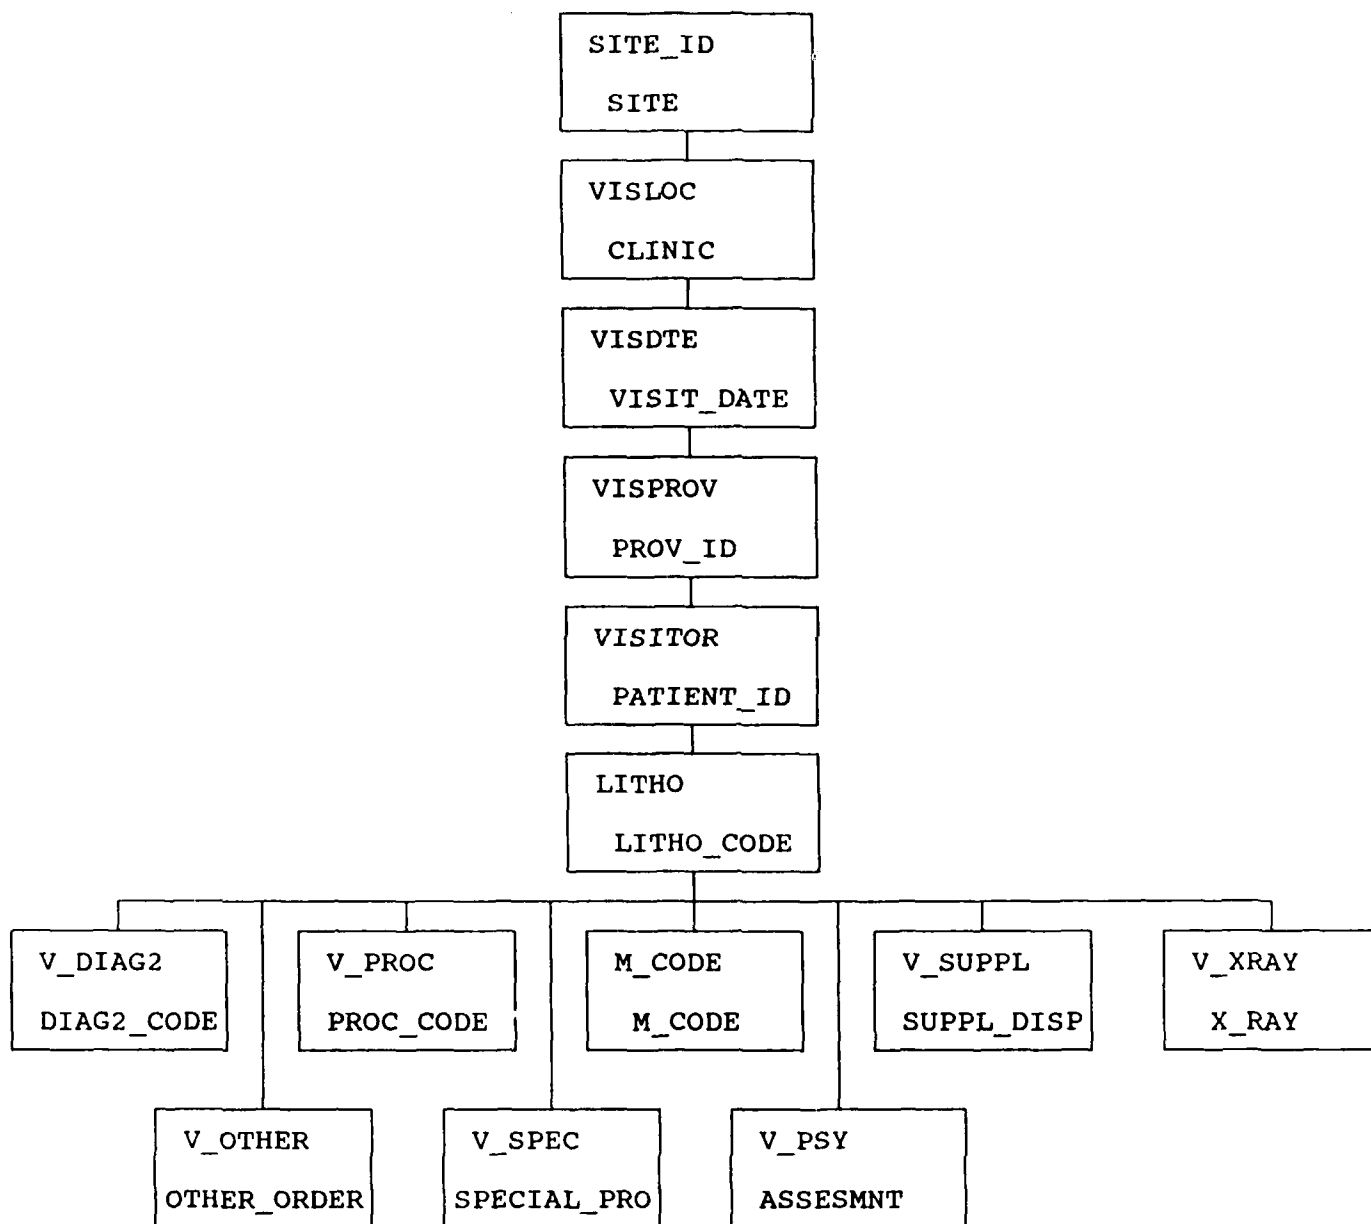 SITE_ID
SITE
VISLOC
CLINIC
VISDTE
VISIT_DATE
VISPROV
PROV_ID
VISITOR
PATIENT_ID
LITHO
LITHO_CODE
V_DIAG2
DIAG2_CODE
V_PROC
PROC_CODE
M_CODE
M_CODE
V_SUPPL
SUPPL_DISP
V_XRAY
X_RAY
V_OTHER
OTHER_ORDER
V_SPEC
SPECIAL_PRO
V_PSY
ASSESMNT